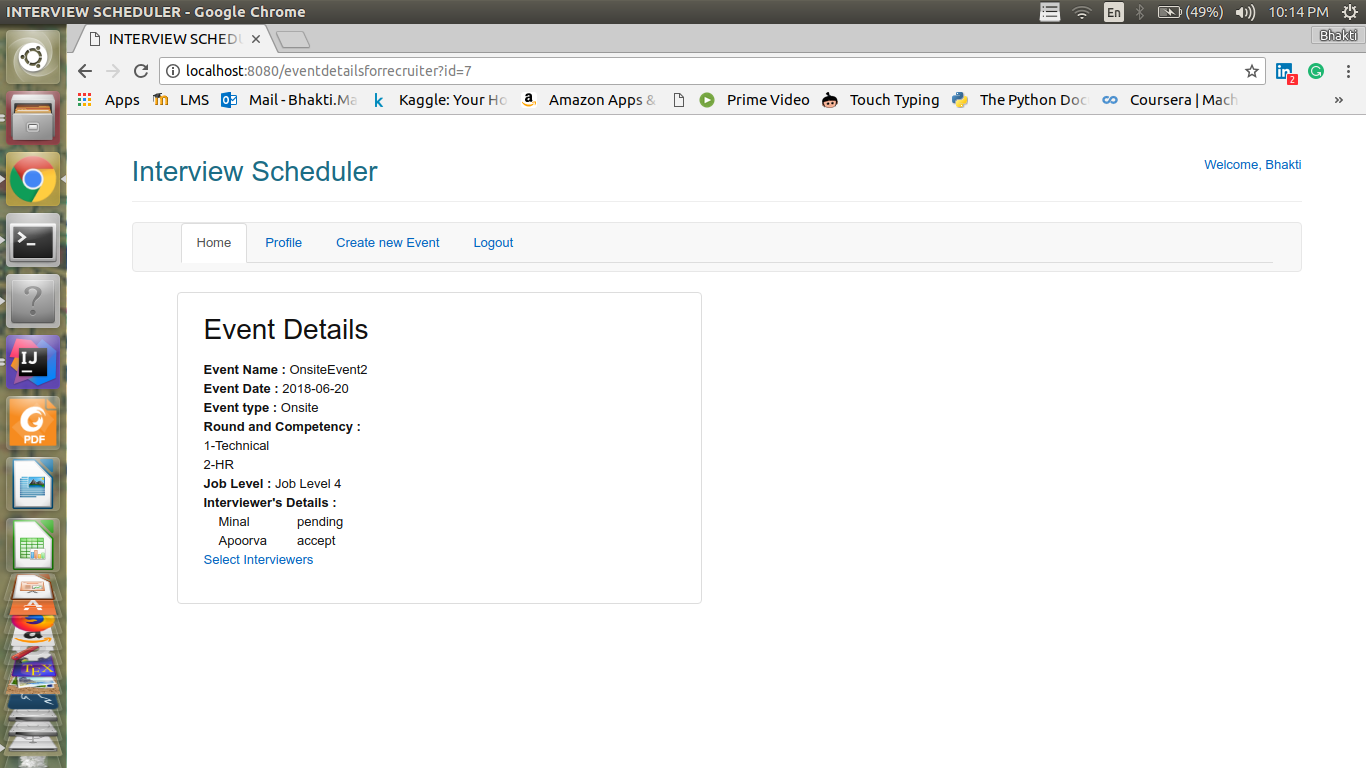 INTERVIEW SCHEDULER - Google Chrome
En
(49%)
10:14 PM
INTERVIEW SCHEDU
Bhakti
localhost:8080/eventdetailsforrecruiter?id=7
2
Apps LMS Mail - Bhakti.Ma Kaggle: Your Ho Amazon Apps & Prime Video Touch Typing The Python Doc Coursera | Mach »
Interview Scheduler
Welcome, Bhakti
Home Profile Create new Event Logout
Event Details
Event Name : OnsiteEvent2
Event Date : 2018-06-20
Event type : Onsite
Round and Competency :
1-Technical
2-HR
Job Level : Job Level 4
Interviewer's Details :
Minal pending
Apoorva accept
Select Interviewers
IJ
PDF
TEX